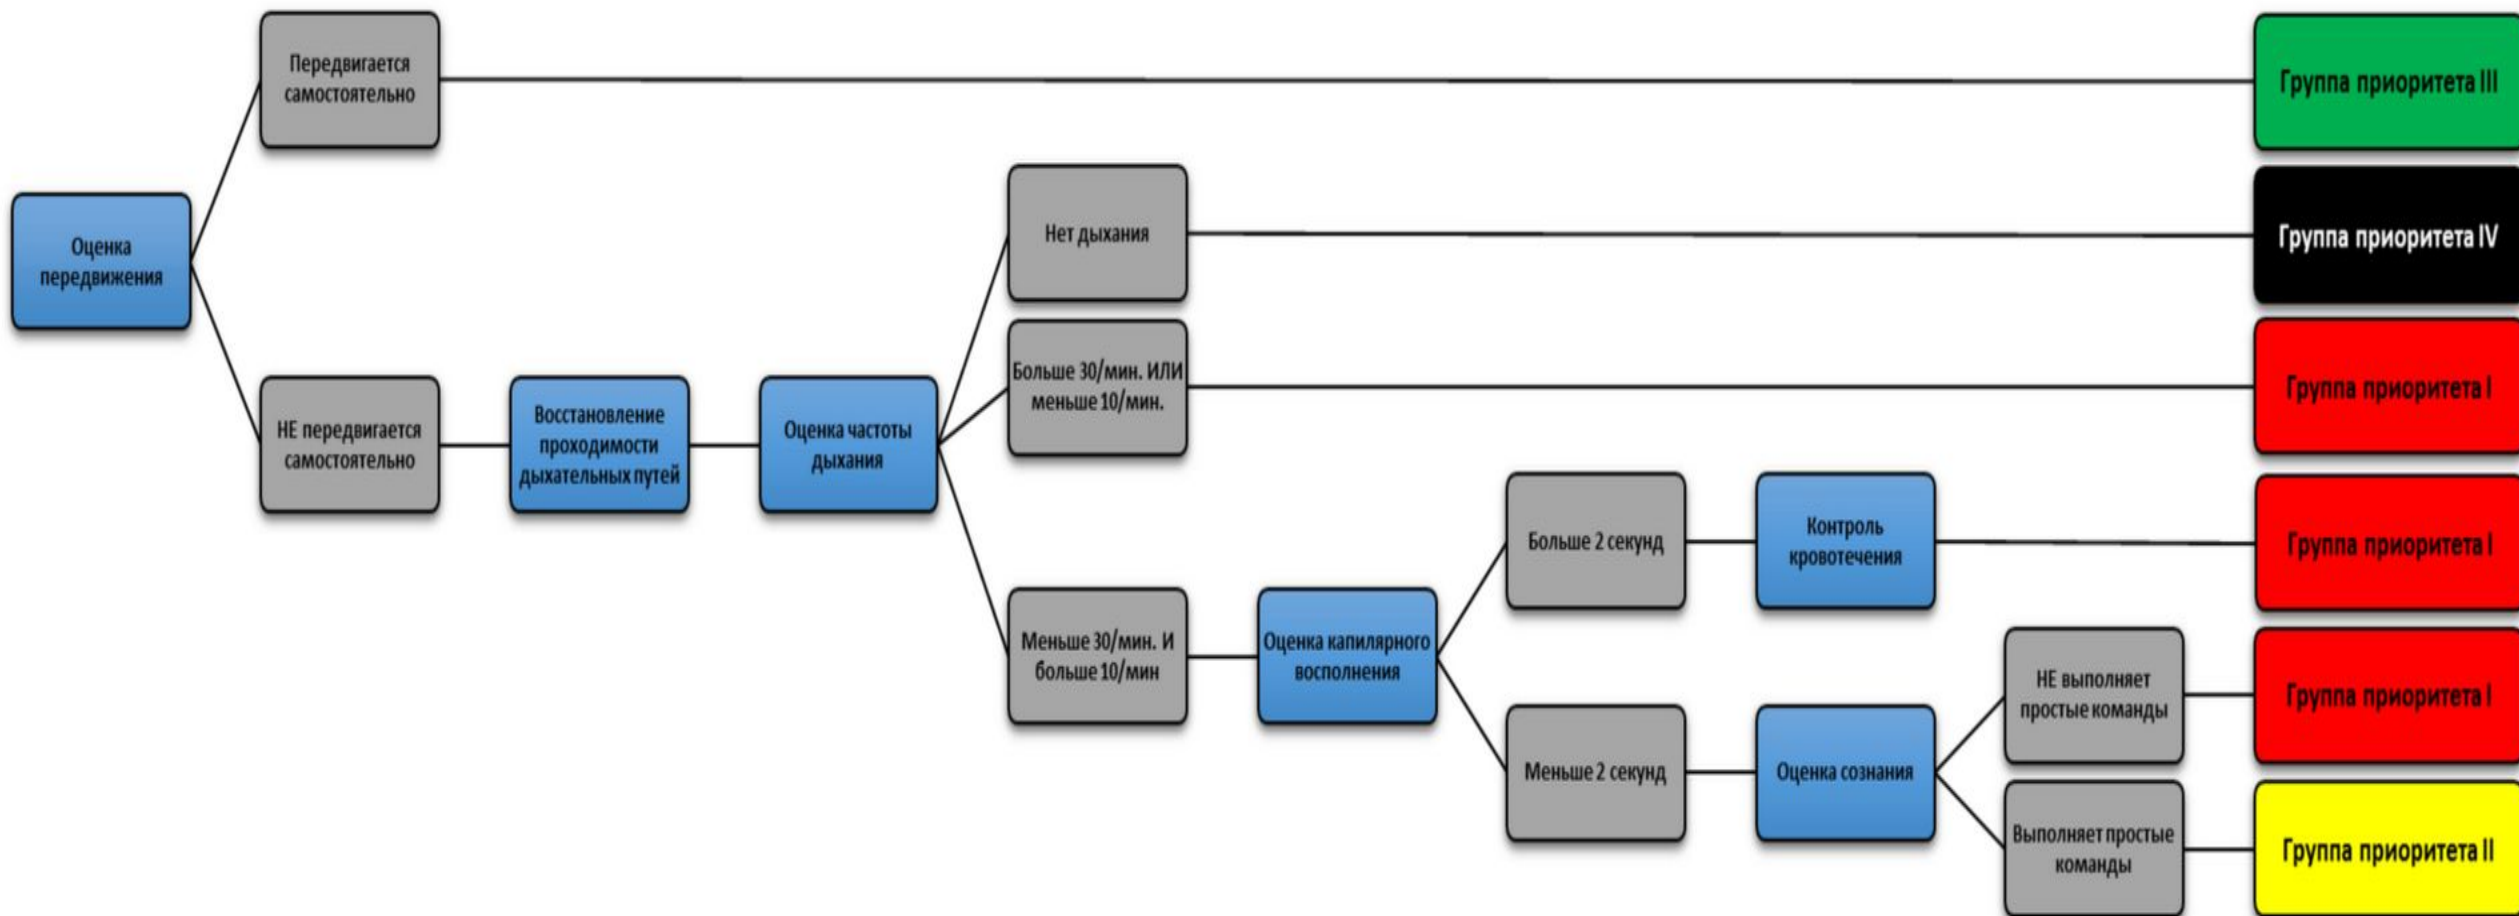 Передвигается
самостоятельно
Группа приоритета III
Оценка
передвижения
Нет дыхания
Группа приоритета IV
Больше 30/мин. ИЛИ
меньше 10/мин.
Группа приоритета I
НЕ передвигается
самостоятельно
Восстановление
проходимости
дыхательных путей
Оценка частоты
дыхания
Больше 2 секунд
Контроль
кровотечения
Группа приоритета I
Меньше 30/мин. И
больше 10/мин
Оценка капилярного
восполнения
НЕ выполняет
простые команды
Группа приоритета I
Меньше 2 секунд
Оценка сознания
Выполняет простые
команды
Группа приоритета II